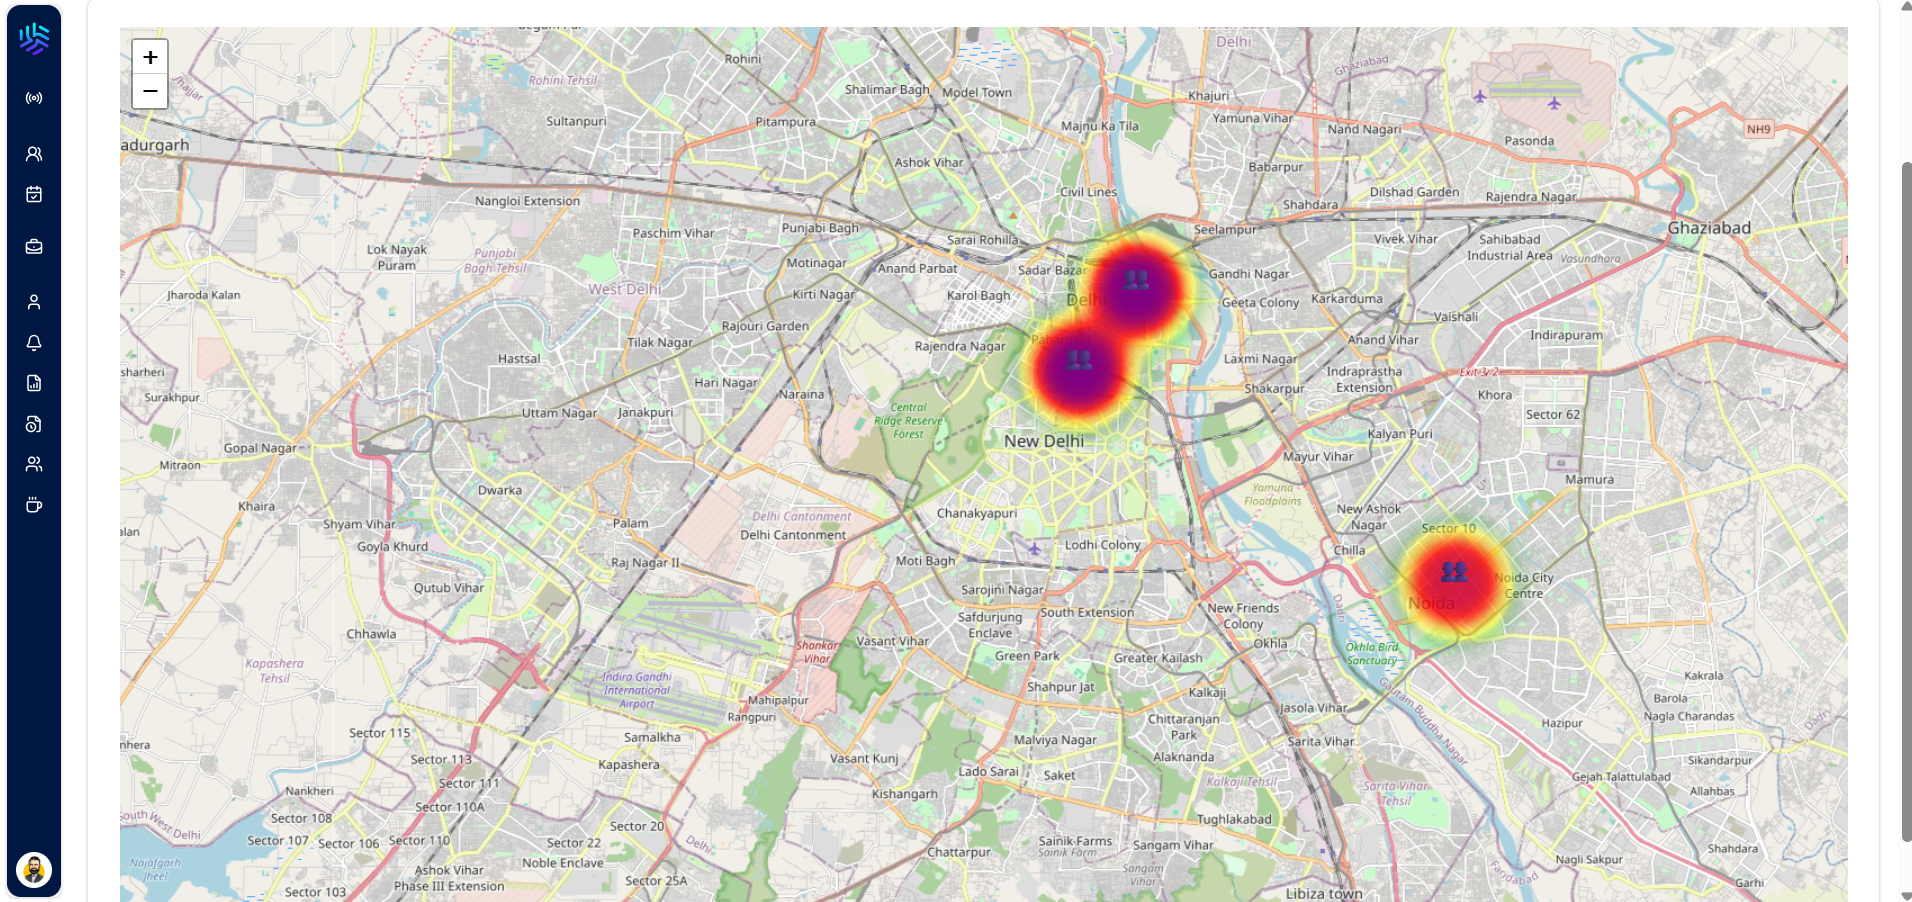 +
−
Rohini
Delhi
Rohini Tehsil
Ghaziabad
Shalimar Bagh
Model Town
Khajuri
Sultanpuri
Pitampura
Majnu Ka Tila
Yamuna Vihar
Nand Nagari
NH9
Pasonda
adurgarh
Ashok Vihar
Babarpur
Civil Lines
Dilshad Garden
Rajendra Nagar
Nangloi Extension
Shahdara
Paschim Vihar
Punjabi Bagh
Seelampur
Ghaziabad
Lok Nayak
Puram
Punjabi
Bagh Tehsil
Sarai Rohilla
Vivek Vihar
Sahibabad
Industrial Area
Vasundhara
Motinagar
Anand Parbat
Sadar Bazar
Gandhi Nagar
West Delhi
Jharoda Kalan
Kirti Nagar
Karol Bagh
Delhi
Geeta Colony
Karkarduma
Vaishali
Rajouri Garden
Indirapuram
Tilak Nagar
Rajendra Nagar
Anand Vihar
Hastsal
Laxmi Nagar
sharheri
Hari Nagar
Indraprastha
Extension
Exit 3/2
Shakarpur
Surakhpur
Naraina
Khora
Uttam Nagar
Janakpuri
Central
Ridge Reserve
Forest
Sector 62
New Delhi
Kalyan Puri
Gopal Nagar
Mayur Vihar
Mitraon
Mamura
Dwarka
Yamuna
Floodplains
Khaira
Chanakyapuri
New Ashok
Nagar
Delhi Cantonment
Shyam Vihar
Palam
Sector 10
alan
Delhi Cantonment
Goyla Khurd
Lodhi Colony
Chilla
Raj Nagar II
Moti Bagh
Noida City
Centre
Qutub Vihar
Sarojini Nagar
Noida
South Extension
New Friends
Colony
Dadri
Safdurjung
Enclave
Chhawla
Vasant Vihar
Okhla
Shankar
Vihar
Green Park
Greater Kailash
Okhla Bird
Sanctuary
Kapashera
Tehsil
Indira Gandhi
International
Airport
Kakrala
Shahpur Jat
Kalkaji
Mahipalpur
Barola
Rangpuri
Jasola Vihar
Gautam Buddha Nagar
Nagla Charandas
Dadri
Chittaranjan
Park
Hazipur
Sector 115
Samalkha
Malviya Nagar
Sarita Vihar
nhera
Sector 113
Vasant Kunj
Alaknanda
Sikandarpur
Kapashera
Lado Sarai
Saket
Gejah Talattulabad
Sector 111
Kalkaji Tehsil
Nankheri
Kishangarh
Sarita Vihar
Tehsil
Allahbas
Sector 110A
South West Delhi
Sector 108
Tughlakabad
Sector 20
Sector 107
Sector 106
Sector 110
Sector 22
Delhi
Sainik Farms
Sainik Farm
Sangam Vihar
Shahdara
Chattarpur
Najafgarh
Jheel
Noble Enclave
Nagli Sakpur
Ashok Vihar
Phase III Extension
Sangam
Vihar
Faridabad
Sector 103
Sector 25A
Libiza town
Garhi